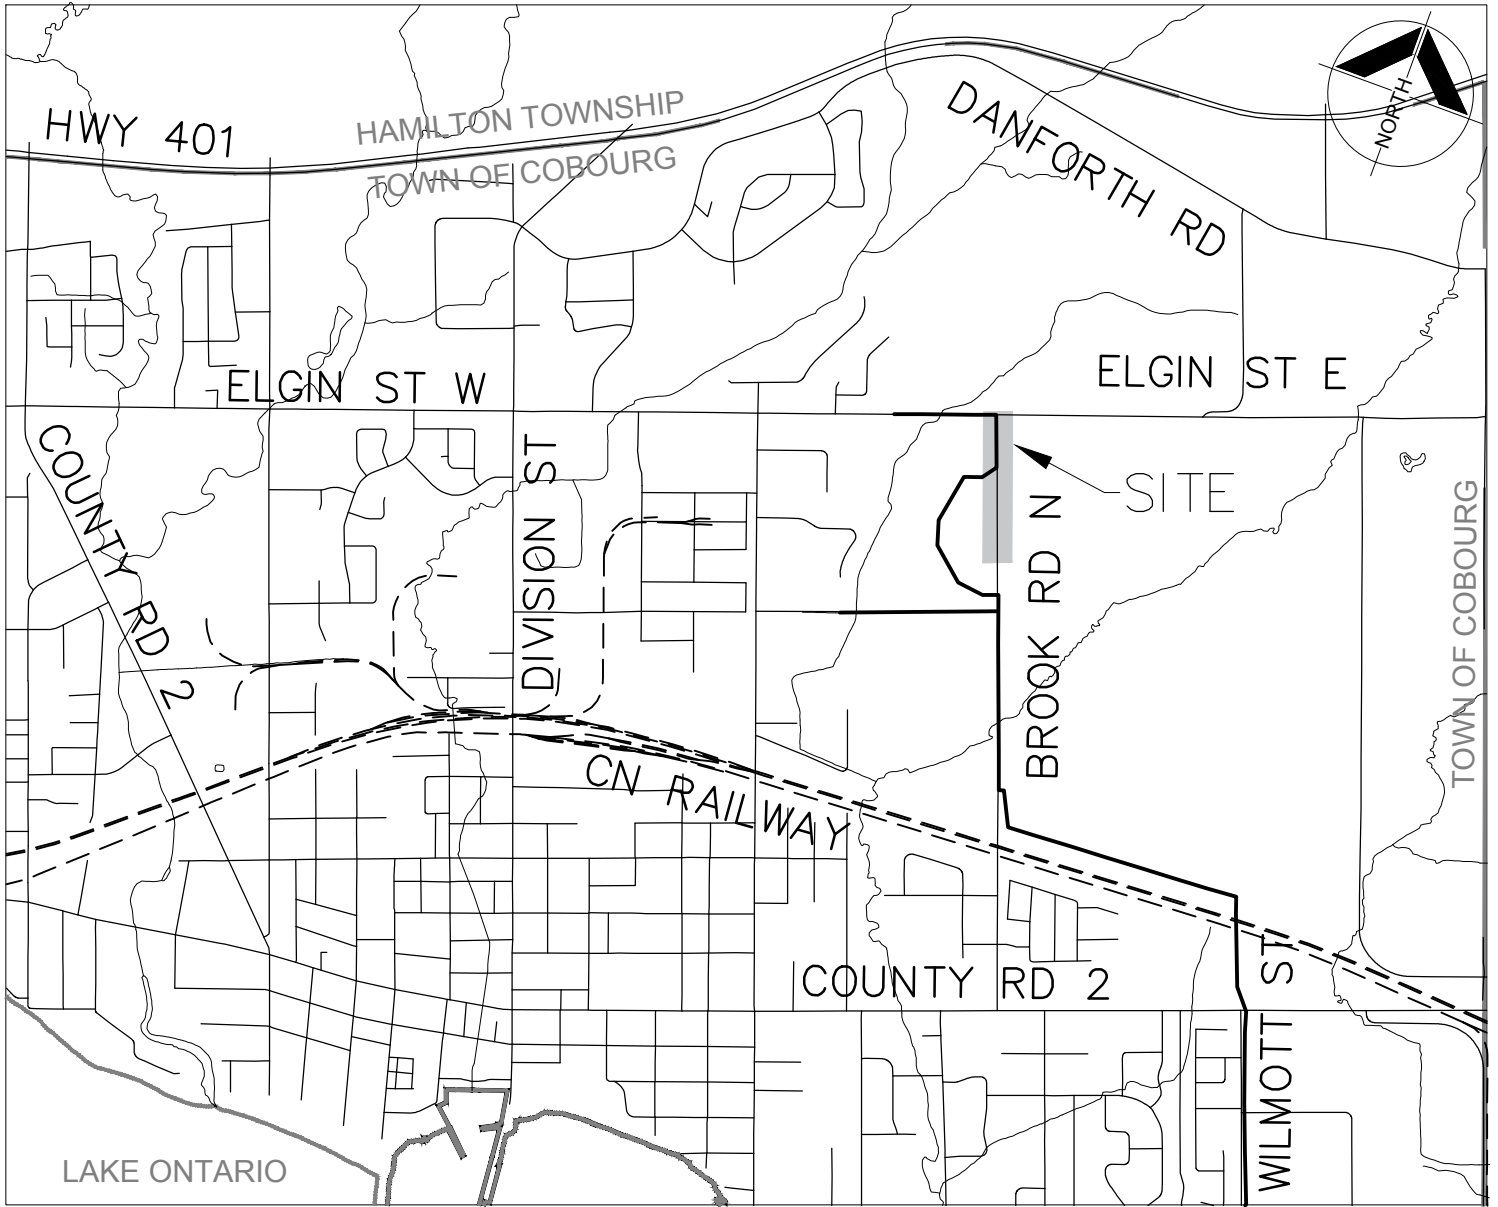 HWY 401
HAMILTON TOWNSHIP
TOWN OF COBOURG
DANFORTH RD
NORTH
ELGIN ST W
ELGIN ST E
COUNTY RD 2
DIVISION ST
SITE
BROOK RD N
TOWN OF COBOURG
CN RAILWAY
COUNTY RD 2
WILMOTT ST
LAKE ONTARIO